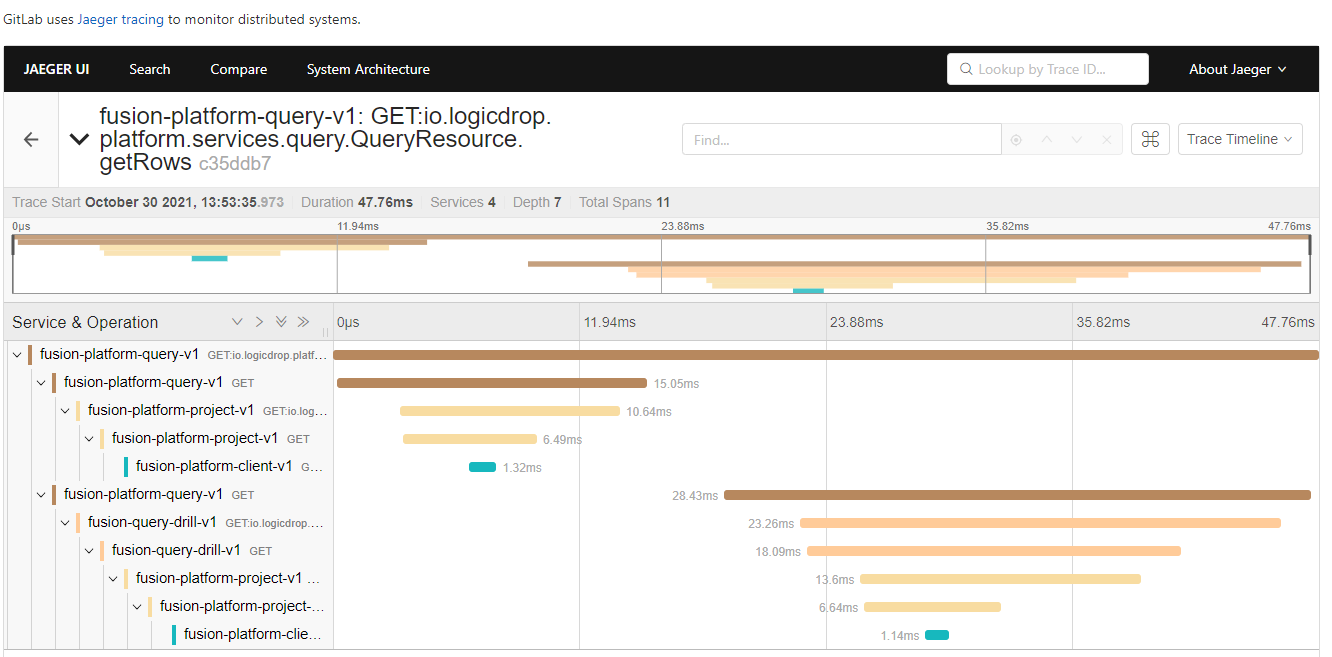 GitLab uses Jaeger tracing to monitor distributed systems.
JAEGER UI Search Compare System Architecture Lookup by Trace ID... About Jaeger
fusion-platform-query-v1: GET:io.logicdrop.
platform.services.query.QueryResource.
getRows c35ddb7
Find... ⌘ Trace Timeline
Trace Start October 30 2021, 13:53:35.973 Duration 47.76ms Services 4 Depth 7 Total Spans 11
0μs 11.94ms 23.88ms 35.82ms 47.76ms
Service & Operation 0μs 11.94ms 23.88ms 35.82ms 47.76ms
fusion-platform-query-v1 GET:io.logicdrop.platf...
fusion-platform-query-v1 GET 15.05ms
fusion-platform-project-v1 GET:io.log... 10.64ms
fusion-platform-project-v1 GET 6.49ms
fusion-platform-client-v1 G... 1.32ms
fusion-platform-query-v1 GET 28.43ms
fusion-query-drill-v1 GET:io.logicdrop.... 23.26ms
fusion-query-drill-v1 GET 18.09ms
fusion-platform-project-v1 ... 13.6ms
fusion-platform-project-... 6.64ms
fusion-platform-clie... 1.14ms